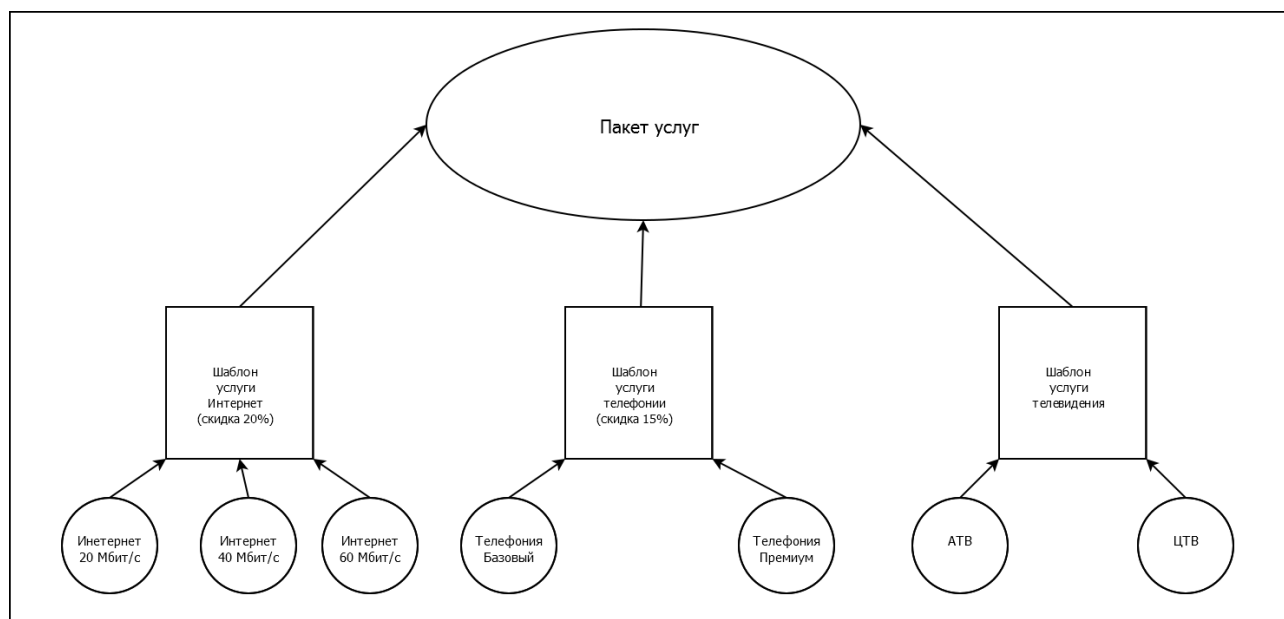 Пакет услуг
Шаблон
услуги
Интернет
(скидка 20%)
Шаблон
услуги
телефонии
(скидка 15%)
Шаблон
услуги
телевидения
Инетернет
20 Мбит/с
Интернет
40 Мбит/с
Интернет
60 Мбит/с
Телефония
Базовый
Телефония
Премиум
АТВ
ЦТВ